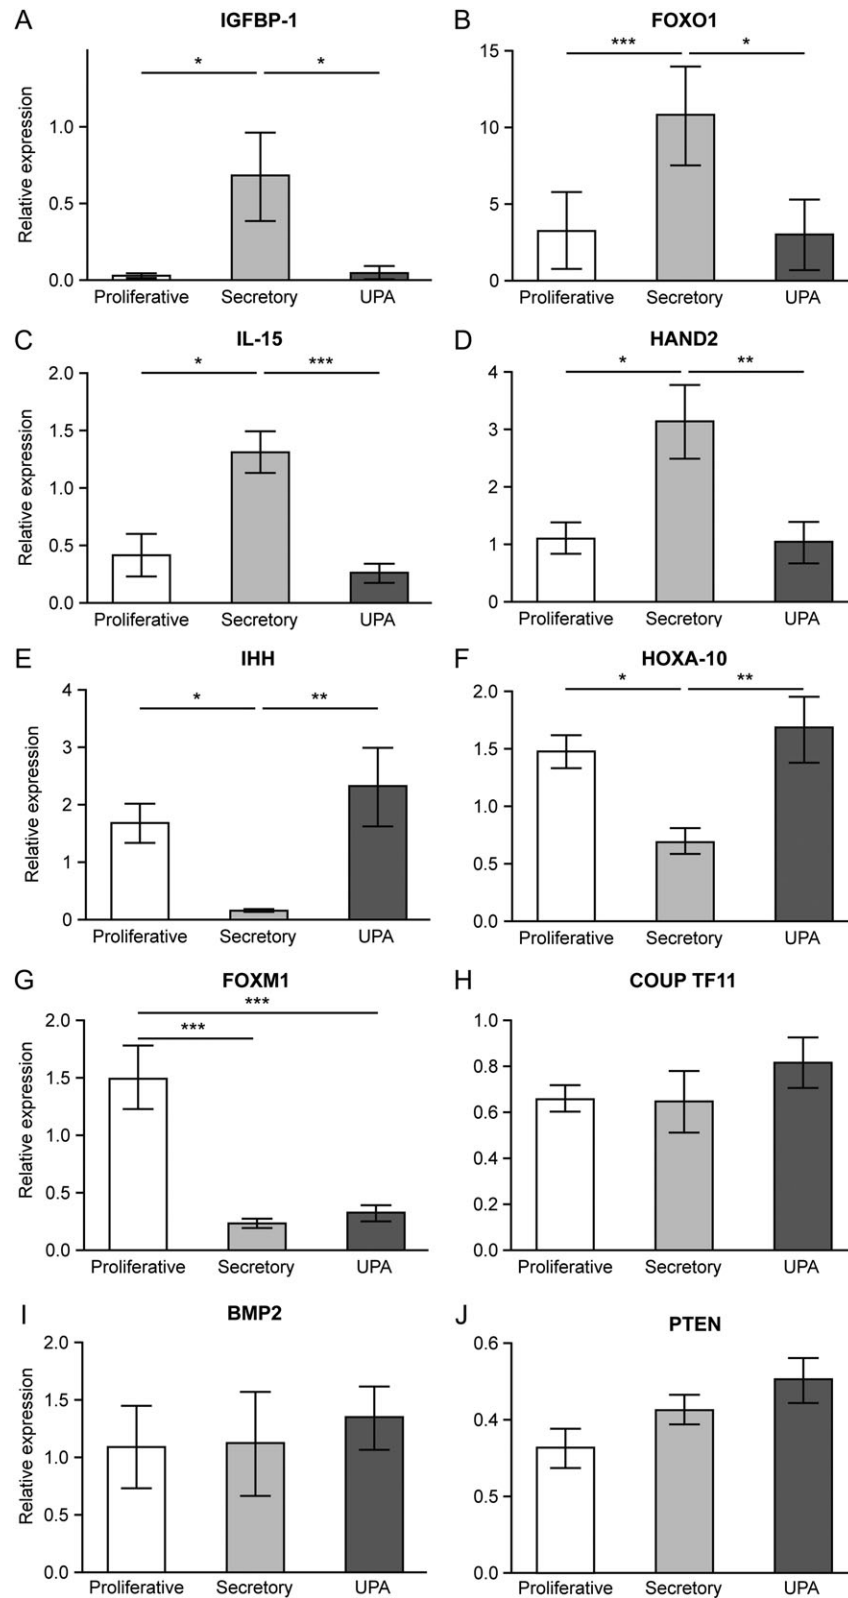 A
IGFBP-1
* *
Relative expression
1.0
0.5
0.0
Proliferative Secretory UPA
B
FOXO1
*** *
15
10
5
0
Proliferative Secretory UPA
C
IL-15
* ***
Relative expression
2.0
1.5
1.0
0.5
0.0
Proliferative Secretory UPA
D
HAND2
* **
4
3
2
1
0
Proliferative Secretory UPA
E
IHH
* **
Relative expression
4
3
2
1
0
Proliferative Secretory UPA
F
HOXA-10
* **
2.0
1.5
1.0
0.5
0.0
Proliferative Secretory UPA
G
FOXM1
***
***
Relative expression
2.0
1.5
1.0
0.5
0.0
Proliferative Secretory UPA
H
COUP TF11
1.0
0.8
0.6
0.4
0.2
0.0
Proliferative Secretory UPA
I
BMP2
Relative expression
2.0
1.5
1.0
0.5
0.0
Proliferative Secretory UPA
J
PTEN
0.6
0.4
0.5
0.0
Proliferative Secretory UPA